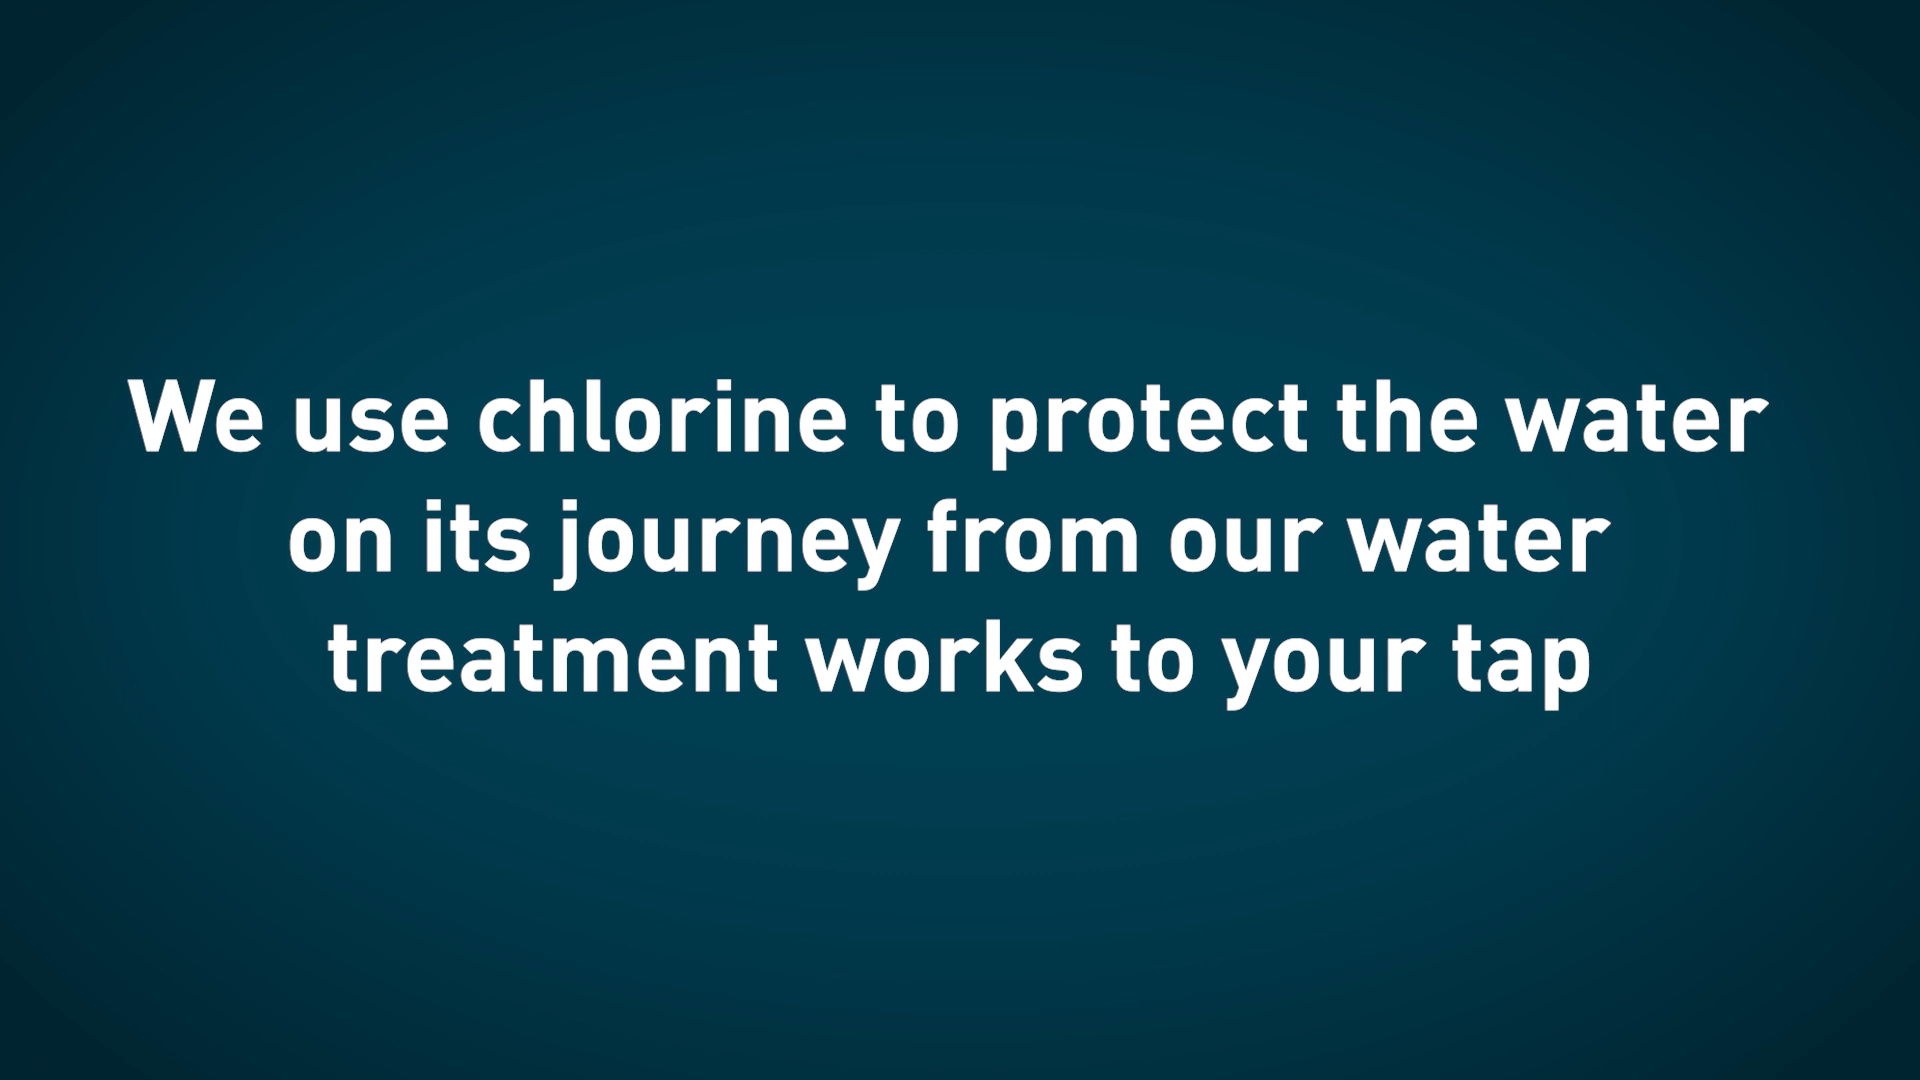 We use chlorine to protect the water
on its journey from our water
treatment works to your tap